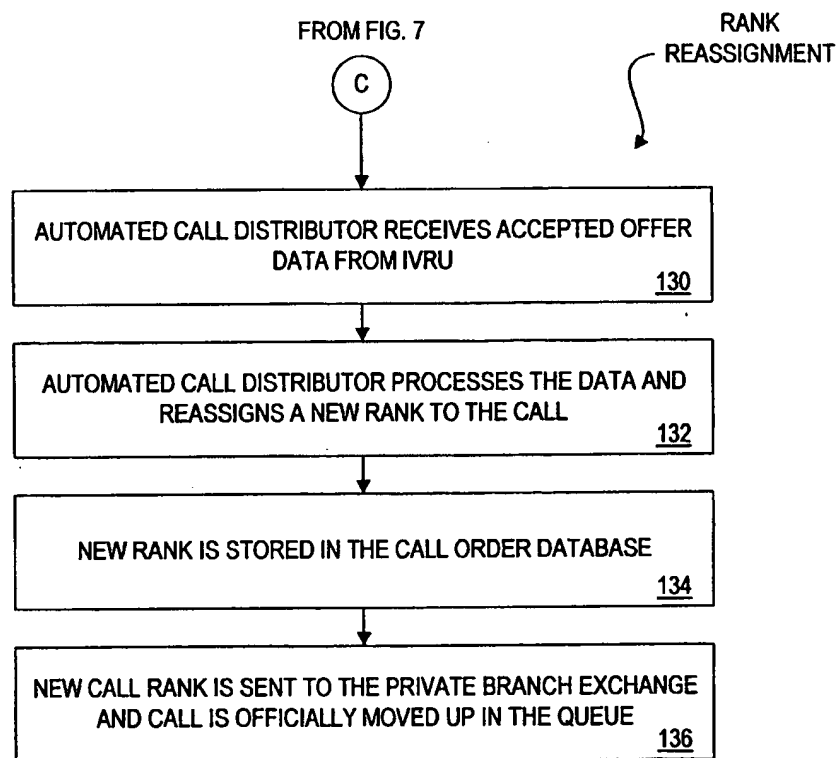 FROM FIG. 7
RANK
REASSIGNMENT
C
AUTOMATED CALL DISTRIBUTOR RECEIVES ACCEPTED OFFER
DATA FROM IVRU
130
AUTOMATED CALL DISTRIBUTOR PROCESSES THE DATA AND
REASSIGNS A NEW RANK TO THE CALL
132
NEW RANK IS STORED IN THE CALL ORDER DATABASE
134
NEW CALL RANK IS SENT TO THE PRIVATE BRANCH EXCHANGE
AND CALL IS OFFICIALLY MOVED UP IN THE QUEUE
136